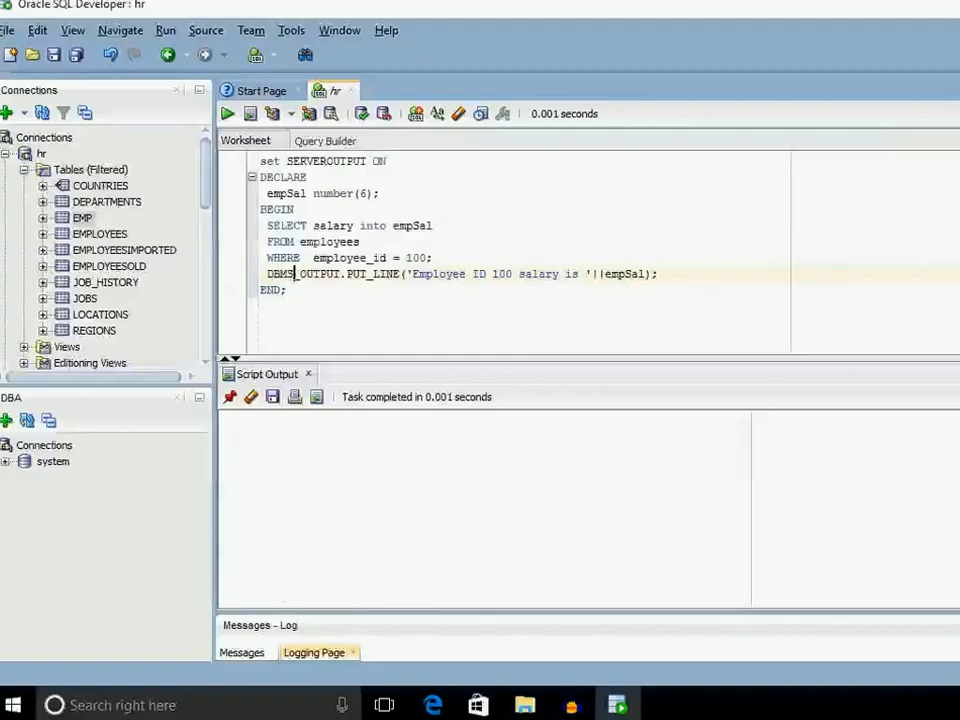 Oracle SQL Developer: hr
File Edit View Navigate Run Source Team Tools Window Help
Connections
Start Page
hr
0.001 seconds
Worksheet
Query Builder
Connections
hr
Tables (Filtered)
COUNTRIES
DEPARTMENTS
EMP
EMPLOYEES
EMPLOYEESIMPORTED
EMPLOYEESOLD
JOB_HISTORY
JOBS
LOCATIONS
REGIONS
Views
Editioning Views
set SERVEROUTPUT ON
DECLARE
empSal number(6);
BEGIN
SELECT salary into empSal
FROM employees
WHERE employee_id = 100;
DBMS_OUTPUT.PUT_LINE('Employee ID 100 salary is '||empSal);
END;
Script Output
Task completed in 0.001 seconds
DBA
Connections
system
Messages - Log
Messages
Logging Page
Search right here